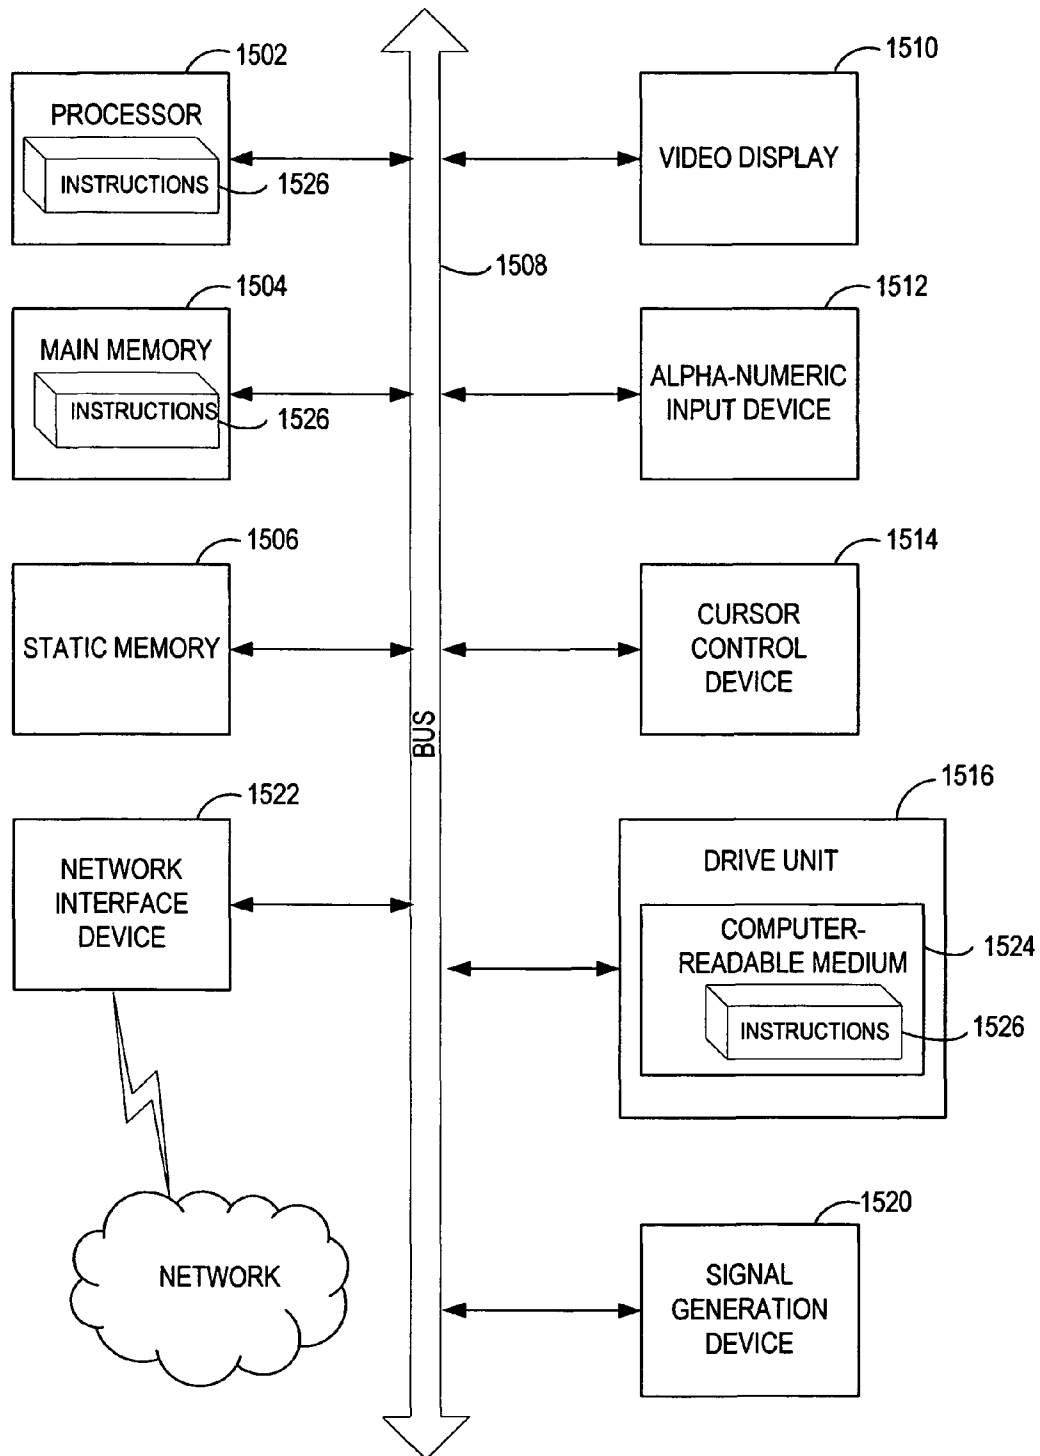 1502
PROCESSOR
INSTRUCTIONS
1526
1504
MAIN MEMORY
INSTRUCTIONS
1526
1506
STATIC MEMORY
1522
NETWORK
INTERFACE
DEVICE
NETWORK
1508
BUS
1510
VIDEO DISPLAY
1512
ALPHA-NUMERIC
INPUT DEVICE
1514
CURSOR
CONTROL
DEVICE
1516
DRIVE UNIT
COMPUTER-
READABLE MEDIUM
1524
INSTRUCTIONS
1526
1520
SIGNAL
GENERATION
DEVICE